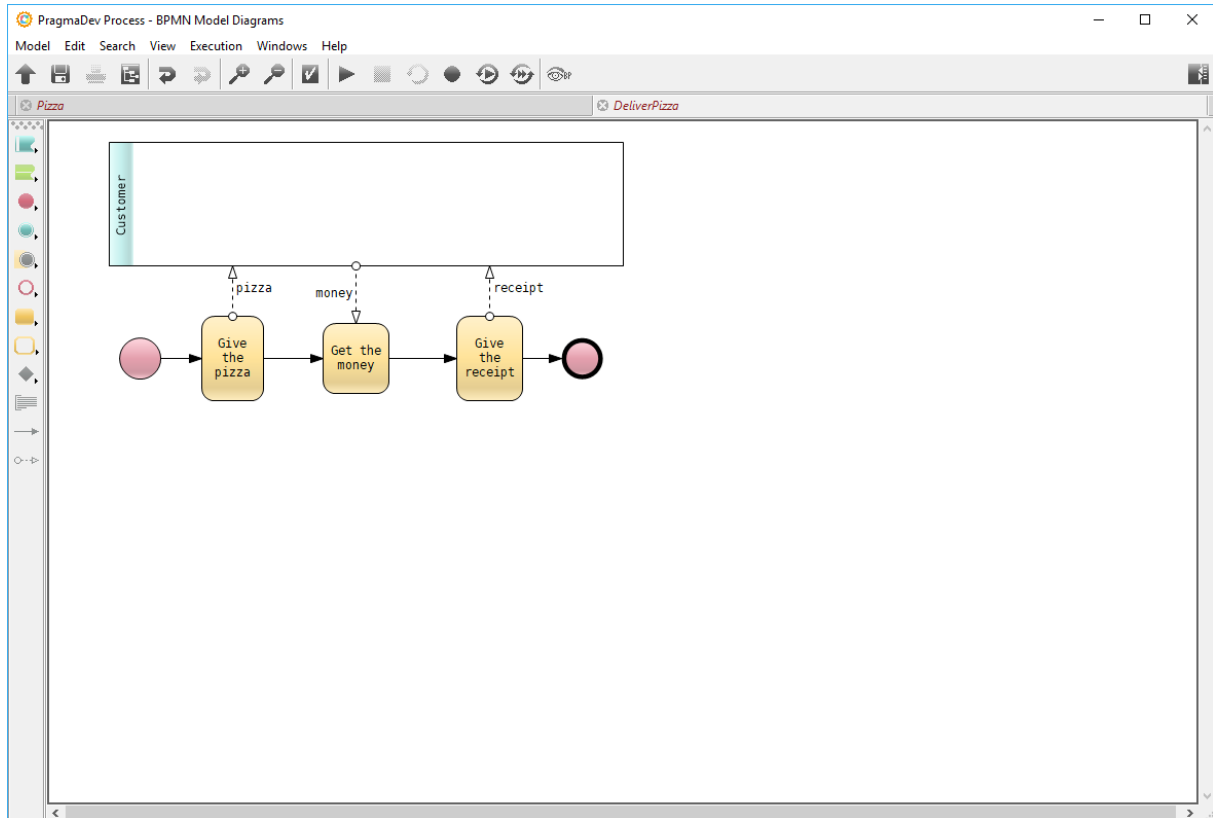 PragmaDev Process - BPMN Model Diagrams
Model Edit Search View Execution Windows Help
BP
Pizza
DeliverPizza
Customer
pizza
money
receipt
Give
the
pizza
Get the
money
Give
the
receipt